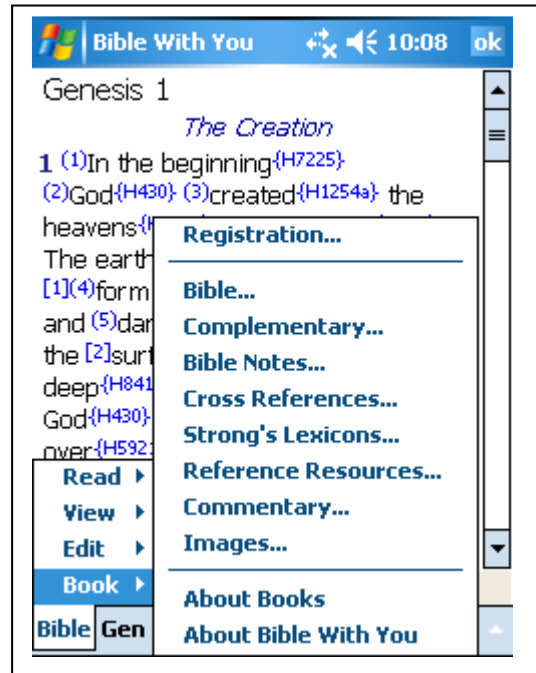 Bible With You 10:08 ok
Genesis 1
The Creation
1 (1)In the beginning{H7225}
(2)God{H430} (3)created{H1254a} the
heavens{H
The earth
[1](4)form
and (5)dar
the [2]surf
deep{H841
God{H430}
over{H592
Registration...
Bible...
Complementary...
Bible Notes...
Cross References...
Strong's Lexicons...
Reference Resources...
Commentary...
Images...
About Books
About Bible With You
Read
View
Edit
Book
Bible Gen